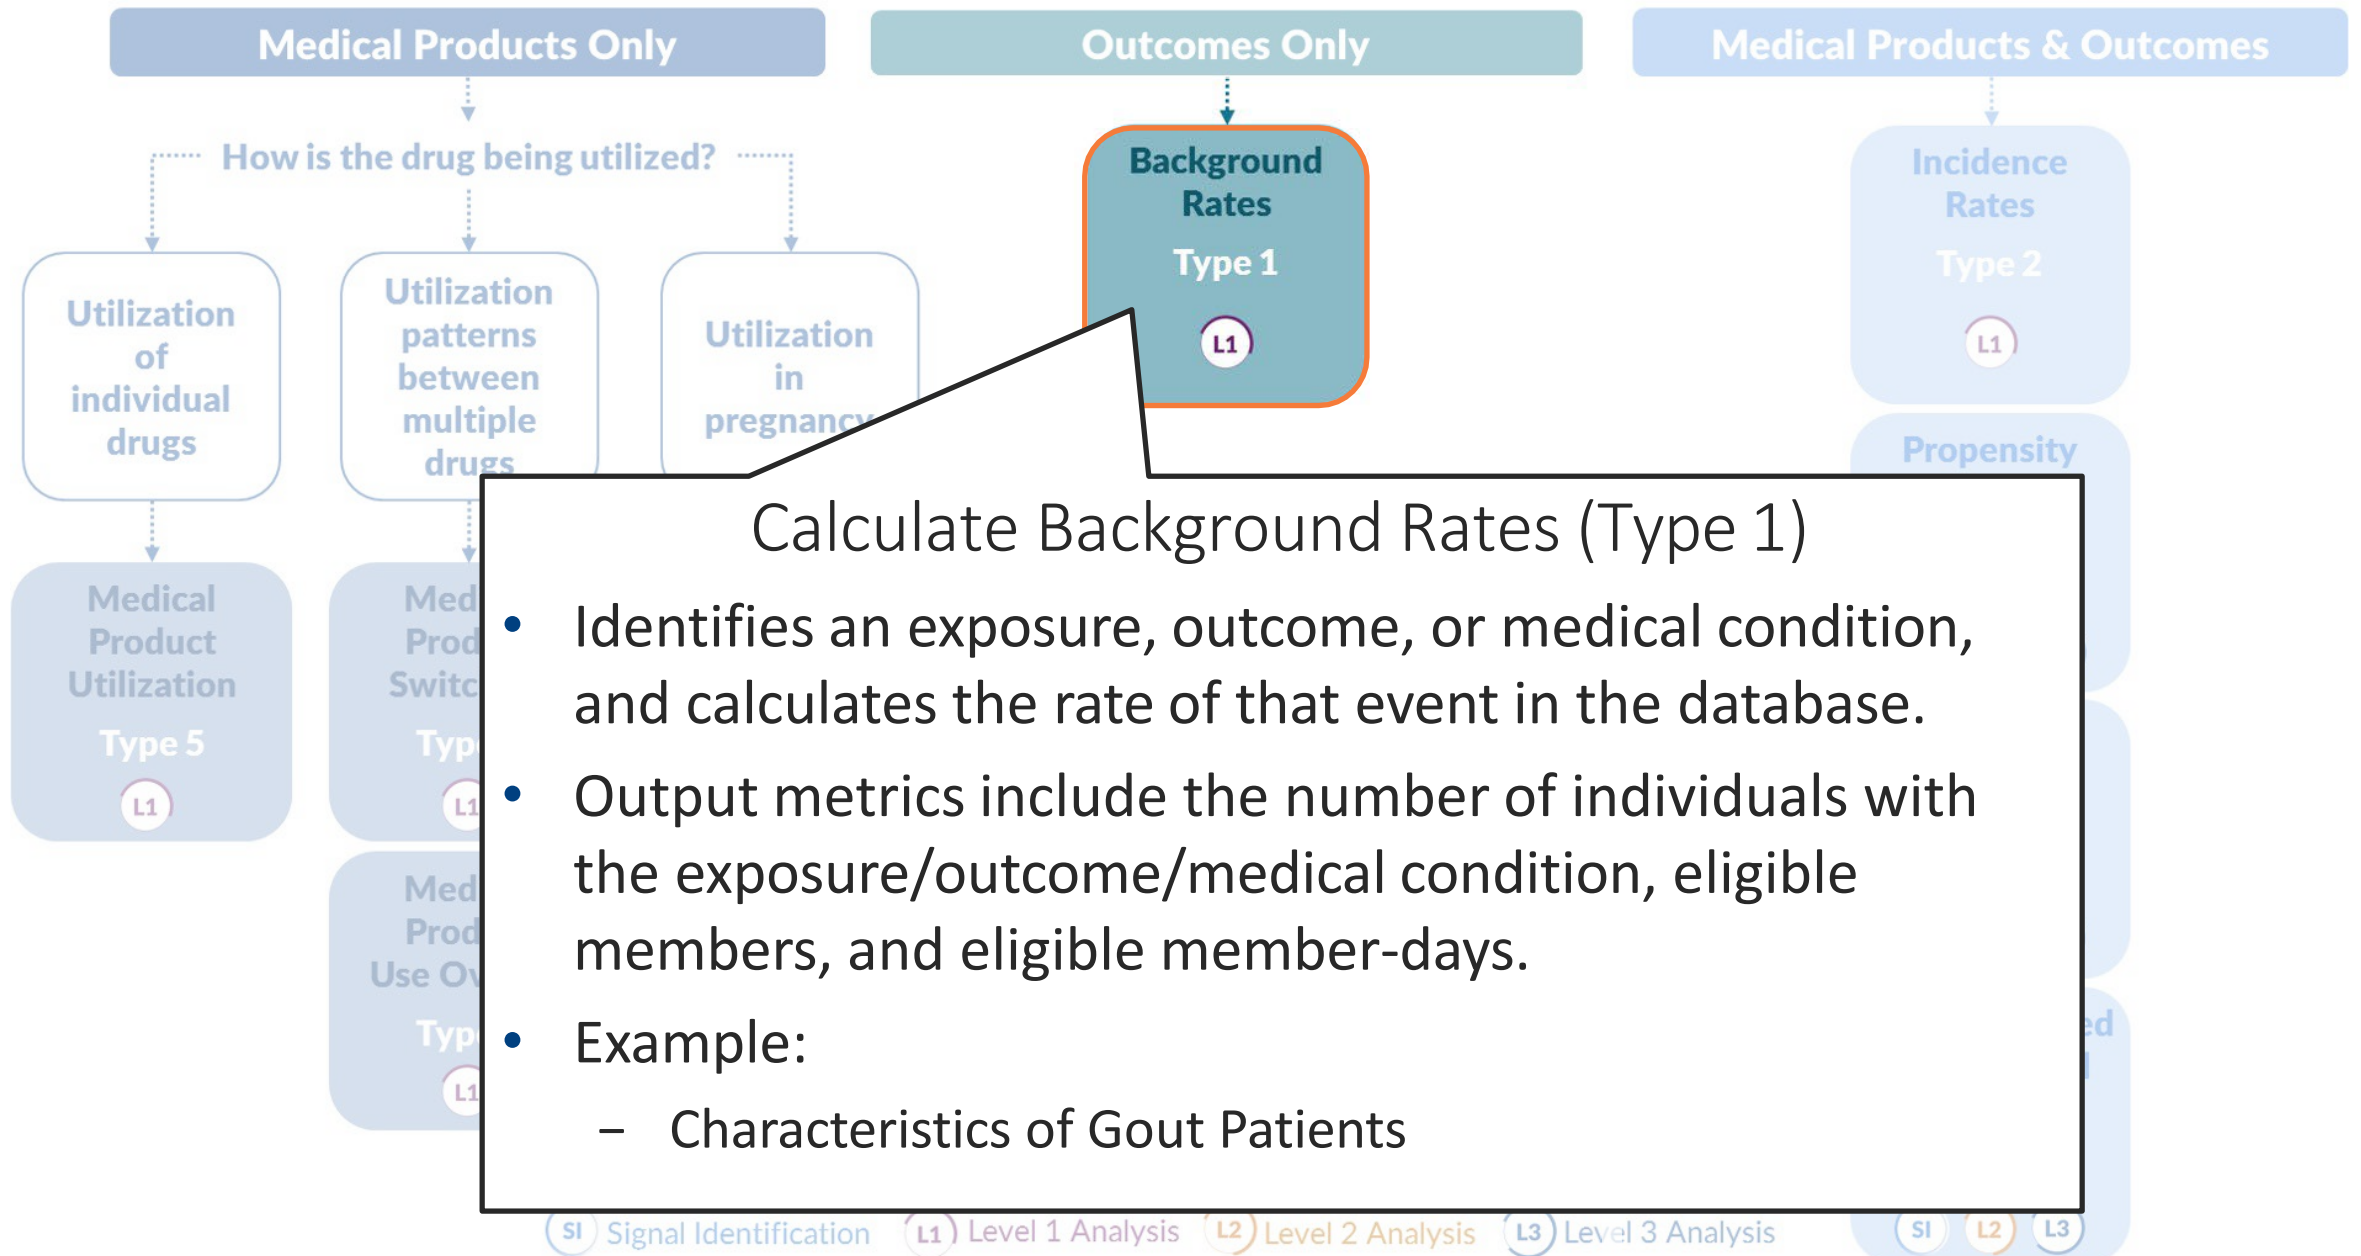 Medical Products Only
Outcomes Only
Medical Products & Outcomes
How is the drug being utilized?
Utilization
of
individual
drugs
Utilization
patterns
between
multiple
drugs
Utilization
in
pregnancy
Background
Rates
Type 1
L1
Incidence
Rates
Type 2
L1
Propensity
Medical
Product
Utilization
Type 5
L1
L1
L1
Calculate Background Rates (Type 1)
• Identifies an exposure, outcome, or medical condition,
and calculates the rate of that event in the database.
• Output metrics include the number of individuals with
the exposure/outcome/medical condition, eligible
members, and eligible member-days.
• Example:
– Characteristics of Gout Patients
SI Signal Identification
L1 Level 1 Analysis
L2 Level 2 Analysis
L3 Level 3 Analysis
SI L2 L3